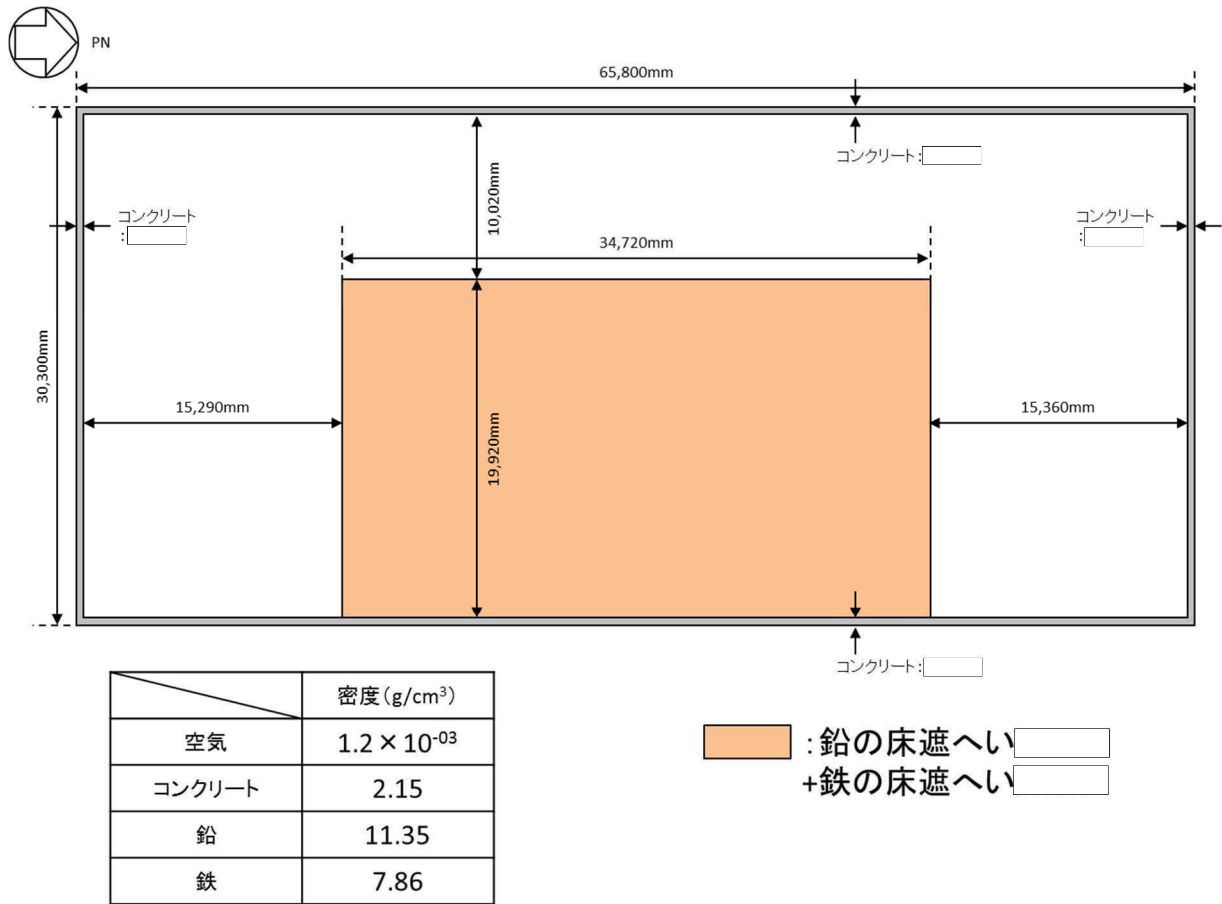 PN
65,800mm
コンクリート:
10,020mm
コンクリート
:
コンクリート
:
34,720mm
30,300mm
15,290mm
19,920mm
15,360mm
コンクリート:
密度(g/cm³)
空気 1.2×10⁻⁰³
コンクリート 2.15
鉛 11.35
鉄 7.86
:鉛の床遮へい
+鉄の床遮へい